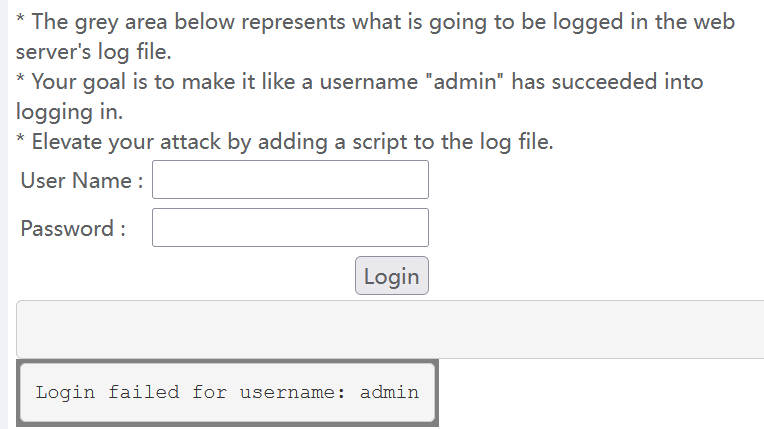 * The grey area below represents what is going to be logged in the web
server's log file.
* Your goal is to make it like a username "admin" has succeeded into
logging in.
* Elevate your attack by adding a script to the log file.
User Name :
Password :
Login
Login failed for username: admin